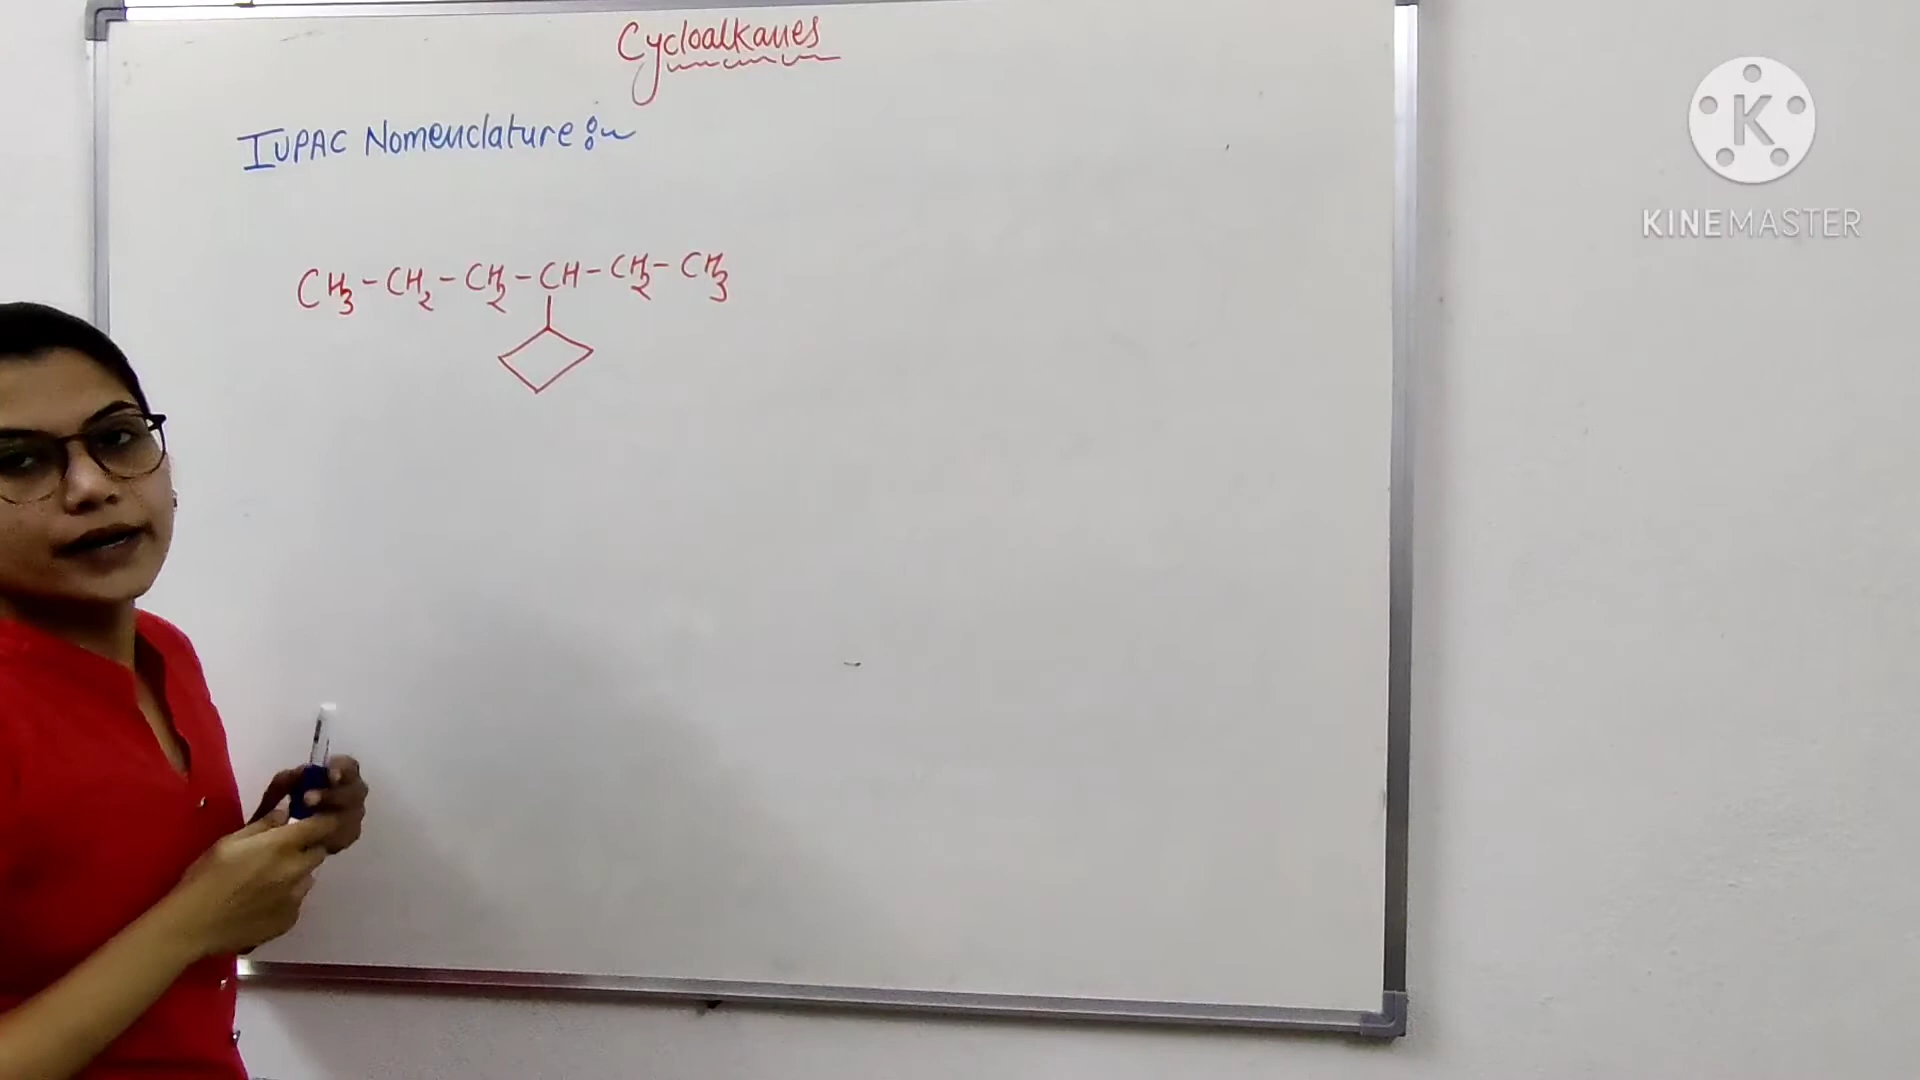 Cycloalkanes
IUPAC Nomenclature :~
CH₃ - CH₂ - CH₂ - CH - CH₂ - CH₃
K
KINEMASTER